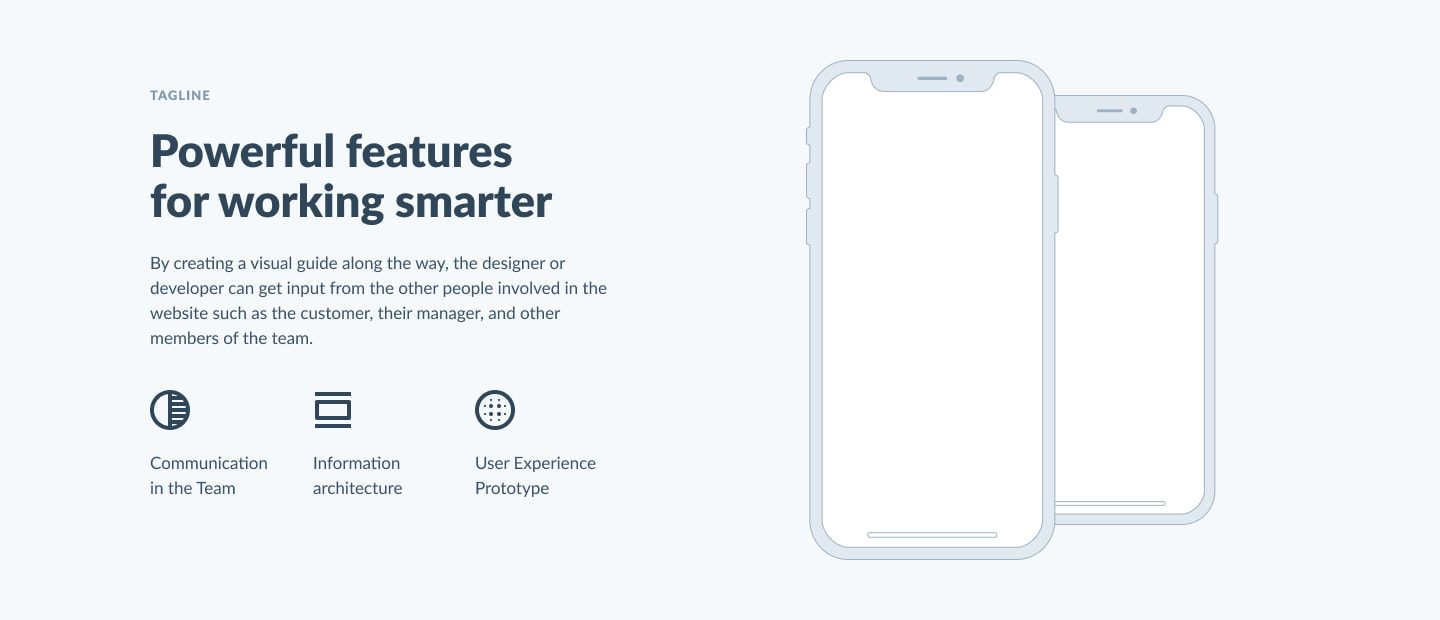 TAGLINE
Powerful features
for working smarter
By creating a visual guide along the way, the designer or
developer can get input from the other people involved in the
website such as the customer, their manager, and other
members of the team.
Communication
in the Team
Information
architecture
User Experience
Prototype